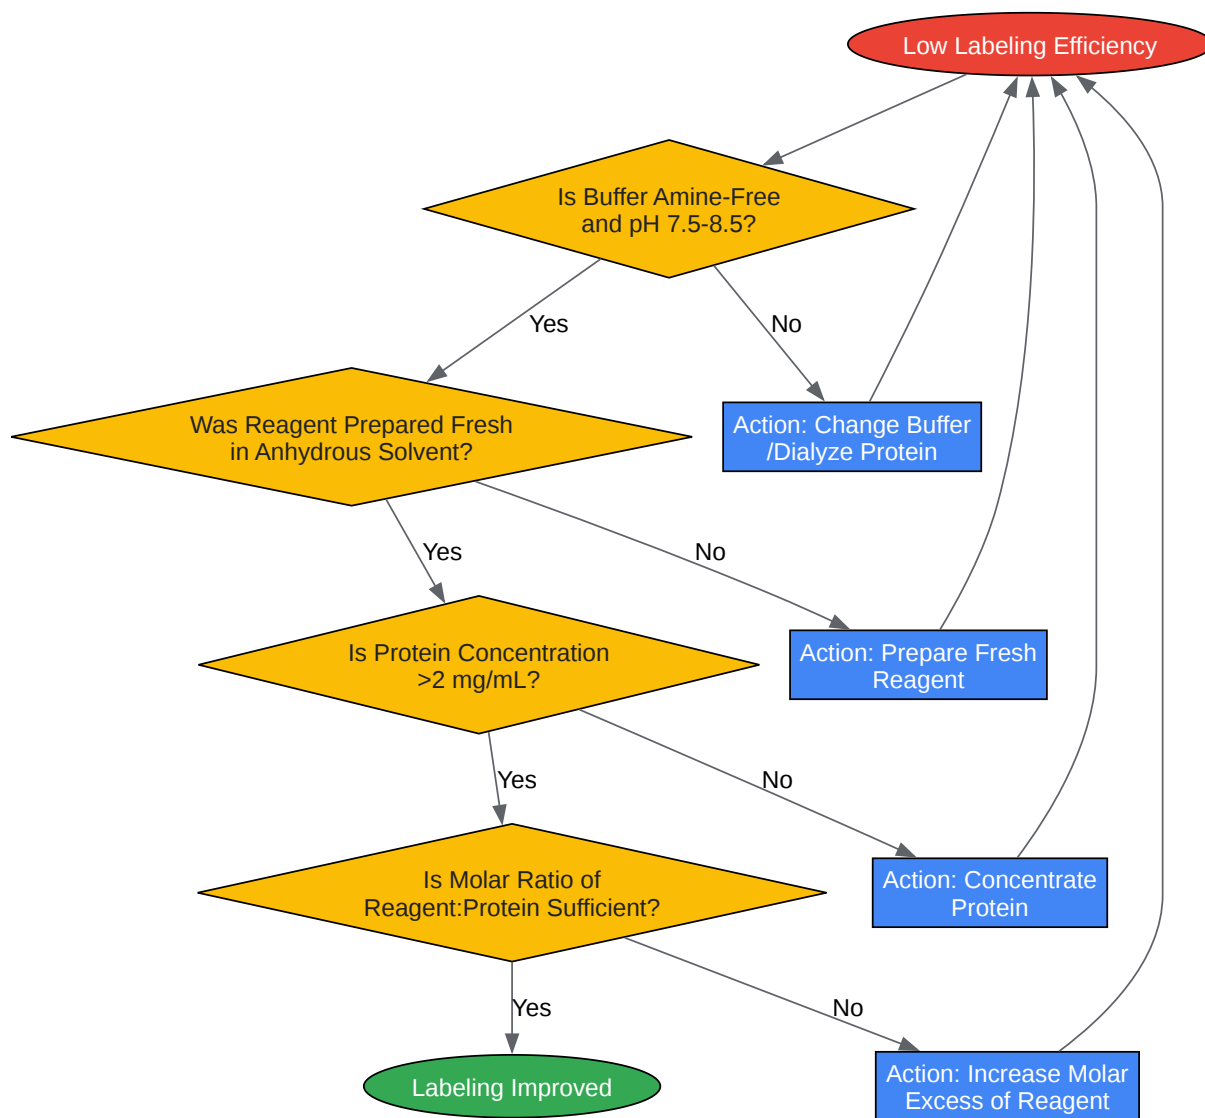 Low Labeling Efficiency
Is Buffer Amine-Free
and pH 7.5-8.5?
Yes
No
Was Reagent Prepared Fresh
in Anhydrous Solvent?
Action: Change Buffer
/Dialyze Protein
Yes
No
Is Protein Concentration
>2 mg/mL?
Action: Prepare Fresh
Reagent
Yes
No
Is Molar Ratio of
Reagent:Protein Sufficient?
Action: Concentrate
Protein
Yes
No
Labeling Improved
Action: Increase Molar
Excess of Reagent